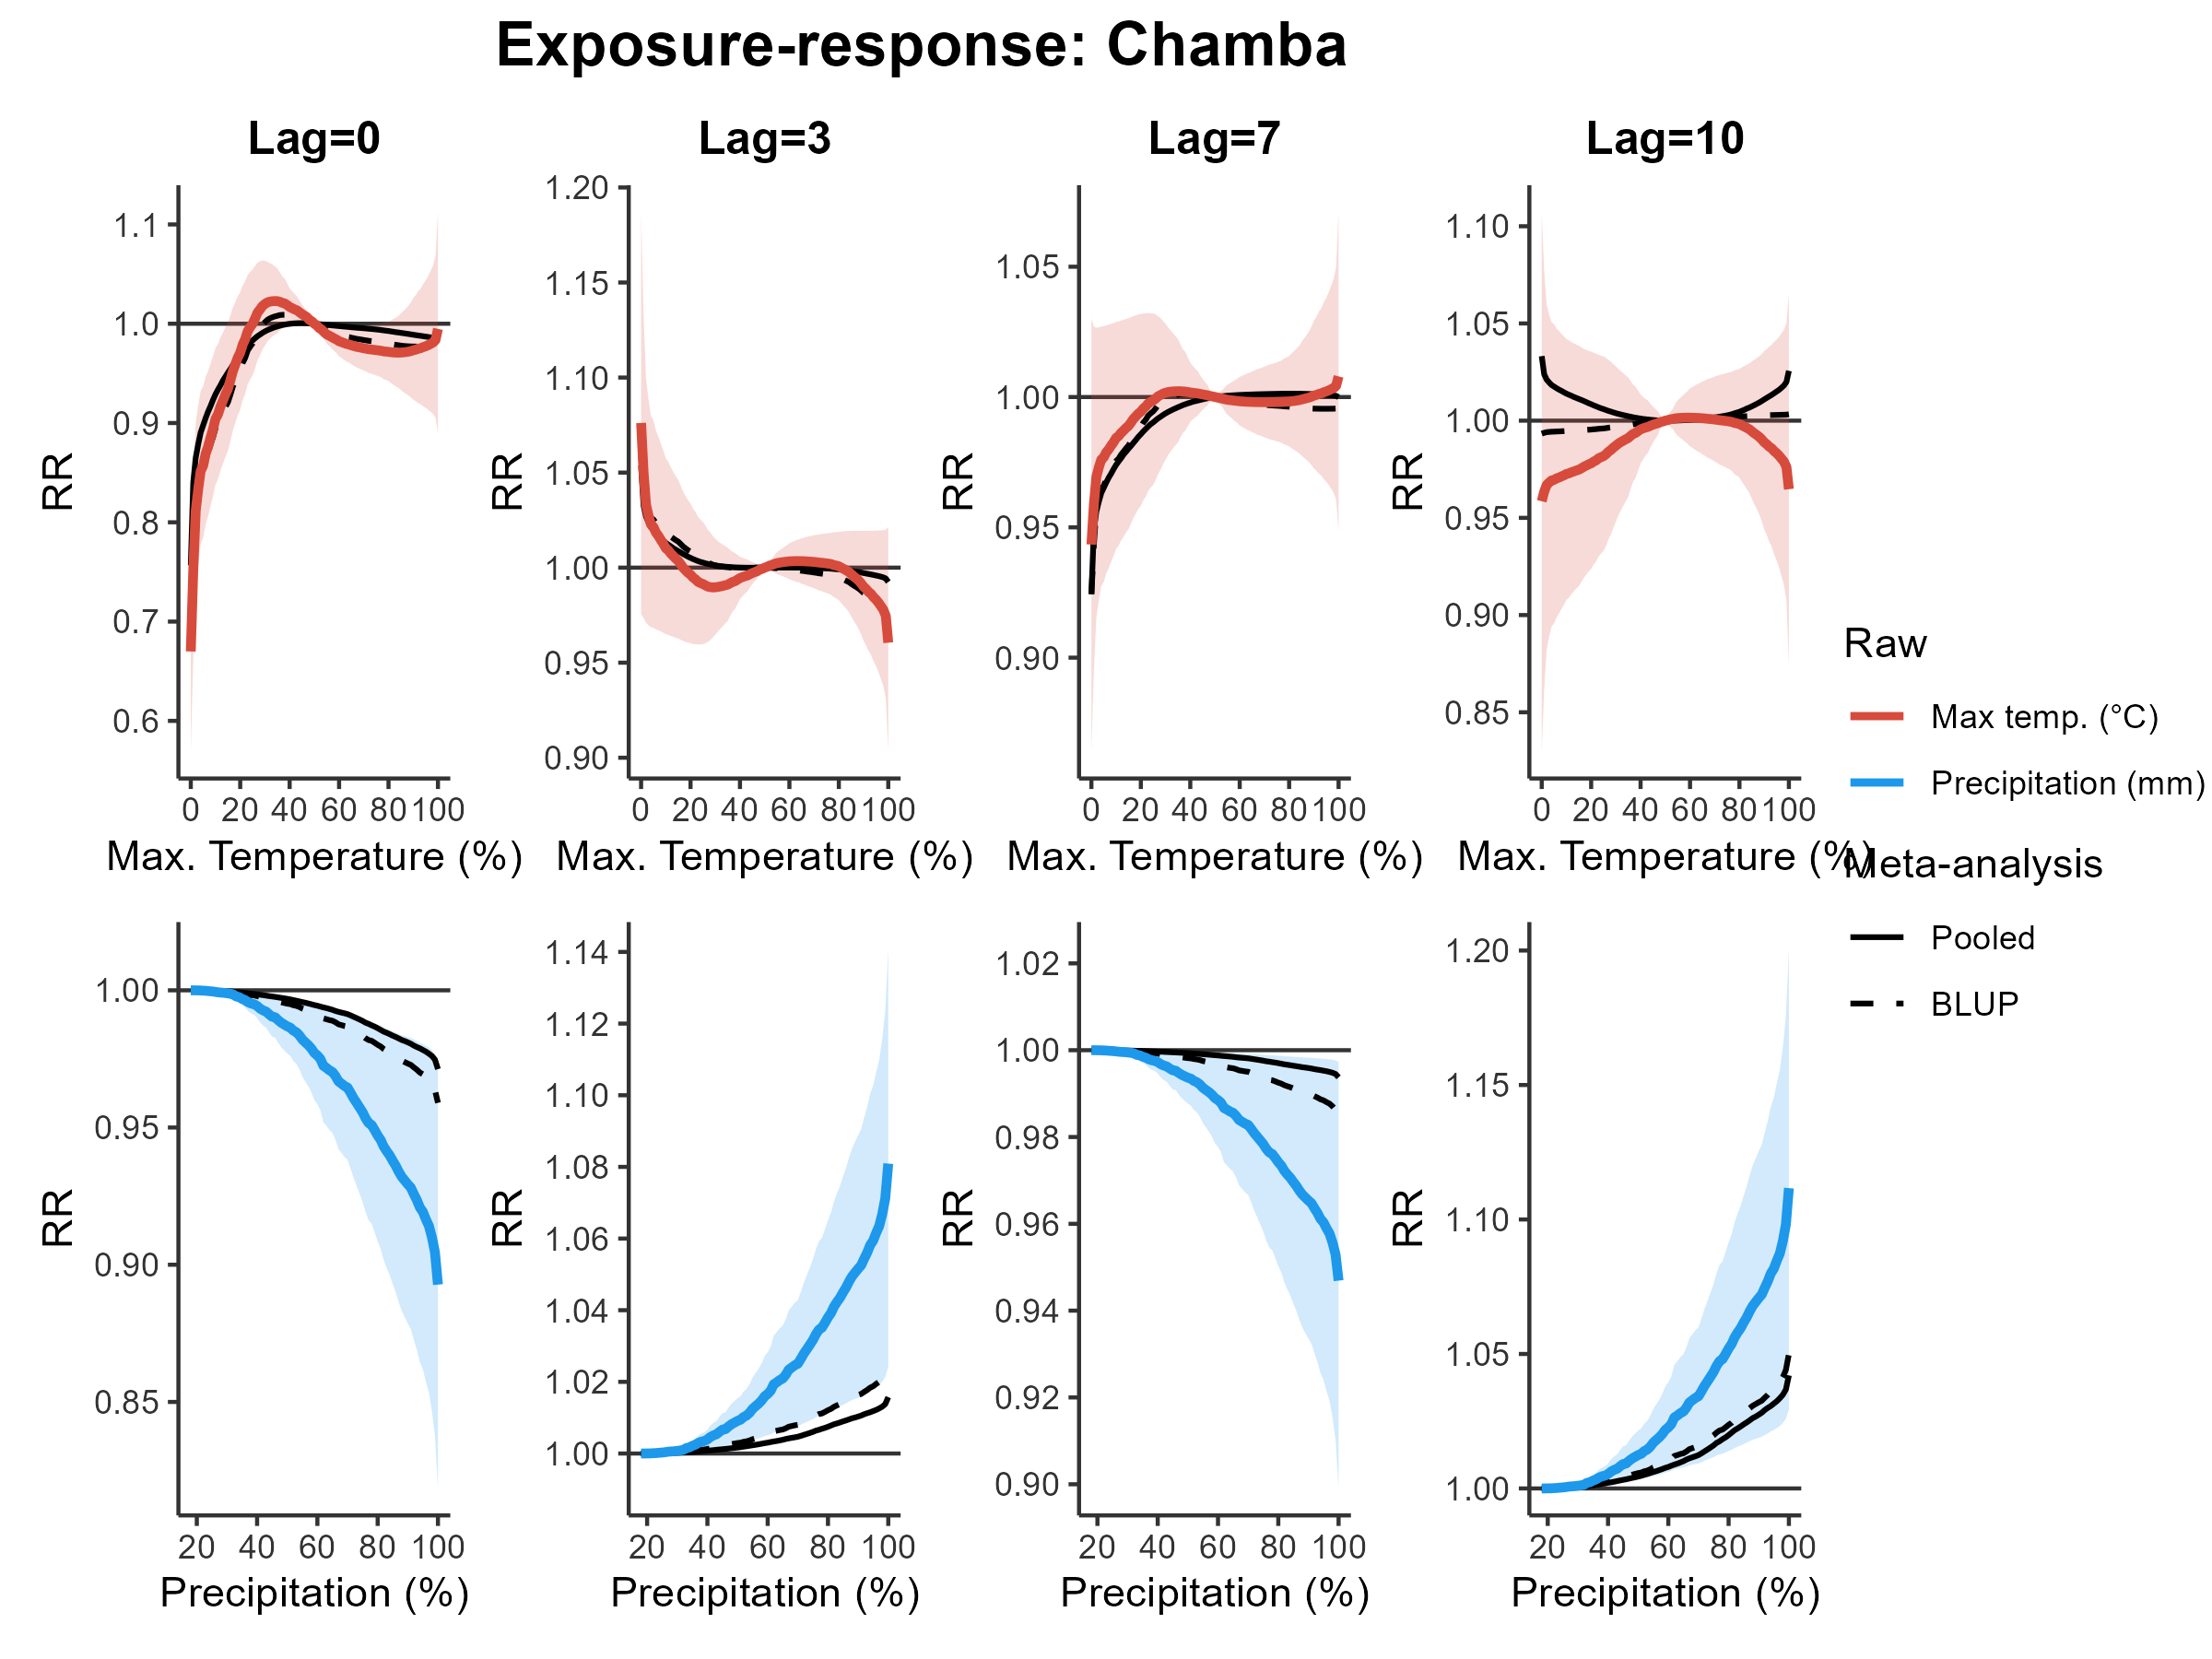 Exposure-response: Chamba
Lag=0 Lag=3 Lag=7 Lag=10
RR
1.1
1.0
0.9
0.8
0.7
0.6
0 20 40 60 80 100
Max. Temperature (%)
RR
1.20
1.15
1.10
1.05
1.00
0.95
0.90
0 20 40 60 80 100
Max. Temperature (%)
RR
1.05
1.00
0.95
0.90
0 20 40 60 80 100
Max. Temperature (%)
RR
1.10
1.05
1.00
0.95
0.90
0.85
0 20 40 60 80 100
Max. Temperature (%)
RR
1.00
0.95
0.90
0.85
20 40 60 80 100
Precipitation (%)
RR
1.14
1.12
1.10
1.08
1.06
1.04
1.02
1.00
20 40 60 80 100
Precipitation (%)
RR
1.02
1.00
0.98
0.96
0.94
0.92
0.90
20 40 60 80 100
Precipitation (%)
RR
1.20
1.15
1.10
1.05
1.00
20 40 60 80 100
Precipitation (%)
Raw
Max temp. (°C)
Precipitation (mm)
Meta-analysis
Pooled
BLUP